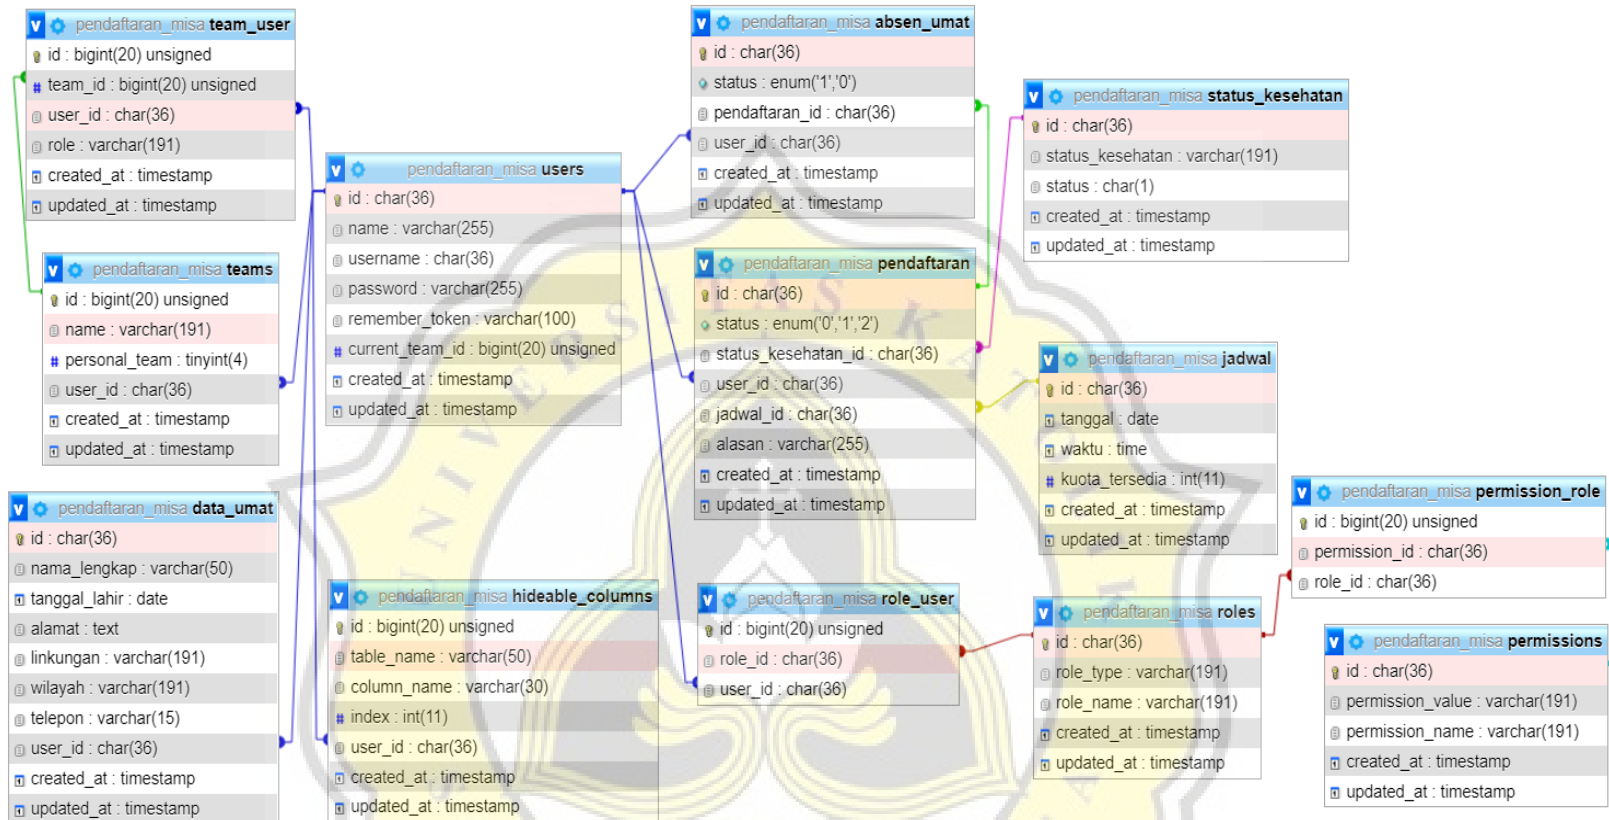 pendaftaran_misa team_user
id : bigint(20) unsigned
team_id : bigint(20) unsigned
user_id : char(36)
role : varchar(191)
created_at : timestamp
updated_at : timestamp
pendaftaran_misa teams
id : bigint(20) unsigned
name : varchar(191)
personal_team : tinyint(4)
user_id : char(36)
created_at : timestamp
updated_at : timestamp
pendaftaran_misa data_umat
id : char(36)
nama_lengkap : varchar(50)
tanggal_lahir : date
alamat : text
linkungan : varchar(191)
wilayah : varchar(191)
telepon : varchar(15)
user_id : char(36)
created_at : timestamp
updated_at : timestamp
pendaftaran_misa users
id : char(36)
name : varchar(255)
username : char(36)
password : varchar(255)
remember_token : varchar(100)
current_team_id : bigint(20) unsigned
created_at : timestamp
updated_at : timestamp
pendaftaran_misa hideable_columns
id : bigint(20) unsigned
table_name : varchar(50)
column_name : varchar(30)
index : int(11)
user_id : char(36)
created_at : timestamp
updated_at : timestamp
pendaftaran_misa absen_umat
id : char(36)
status : enum('1','0')
pendaftaran_id : char(36)
user_id : char(36)
created_at : timestamp
updated_at : timestamp
pendaftaran_misa pendaftaran
id : char(36)
status : enum('0','1','2')
status_kesehatan_id : char(36)
user_id : char(36)
jadwal_id : char(36)
alasan : varchar(255)
created_at : timestamp
updated_at : timestamp
pendaftaran_misa role_user
id : bigint(20) unsigned
role_id : char(36)
user_id : char(36)
pendaftaran_misa status_kesehatan
id : char(36)
status_kesehatan : varchar(191)
status : char(1)
created_at : timestamp
updated_at : timestamp
pendaftaran_misa jadwal
id : char(36)
tanggal : date
waktu : time
kuota_tersedia : int(11)
created_at : timestamp
updated_at : timestamp
pendaftaran_misa roles
id : char(36)
role_type : varchar(191)
role_name : varchar(191)
created_at : timestamp
updated_at : timestamp
pendaftaran_misa permission_role
id : bigint(20) unsigned
permission_id : char(36)
role_id : char(36)
pendaftaran_misa permissions
id : char(36)
permission_value : varchar(191)
permission_name : varchar(191)
created_at : timestamp
updated_at : timestamp